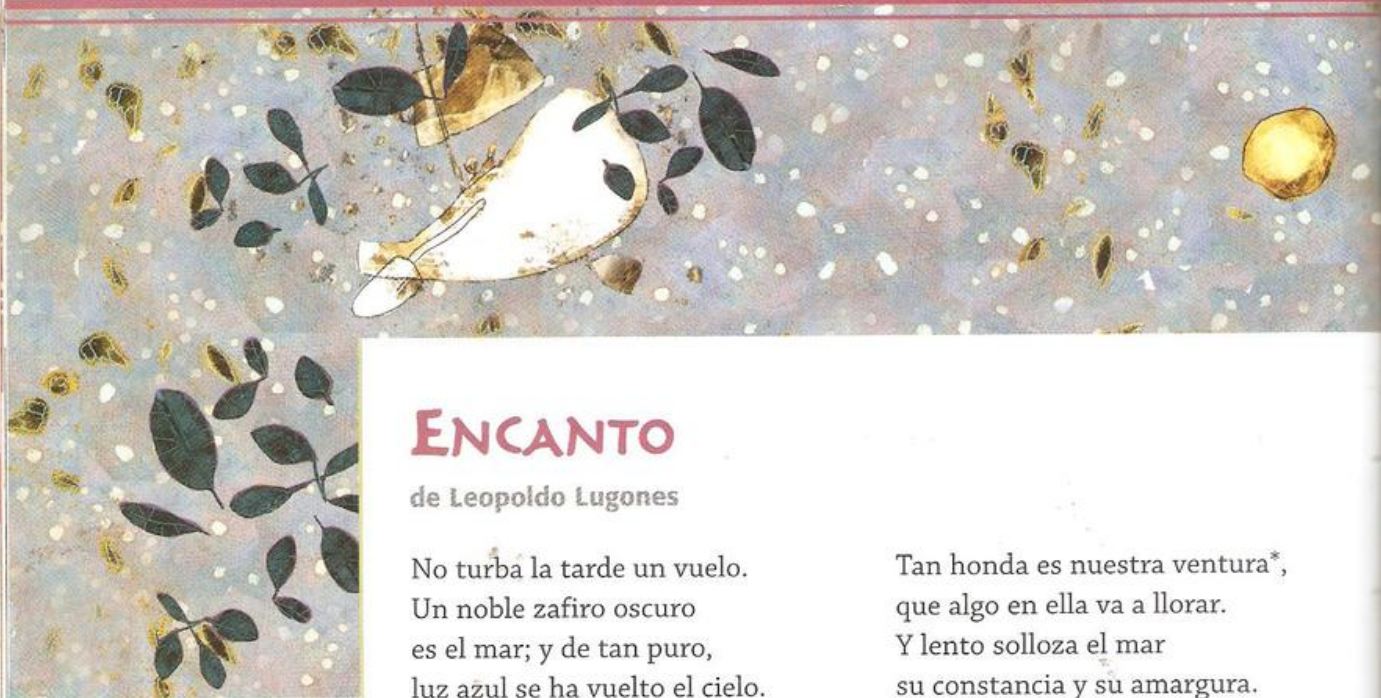 ENCANTO
de Leopoldo Lugones
No turba la tarde un vuelo.
Un noble zafiro oscuro
es el mar; y de tan puro,
luz azul se ha vuelto el cielo.
Tan honda es nuestra ventura*,
que algo en ella va a llorar.
Y lento solloza el mar
su constancia y su amargura.